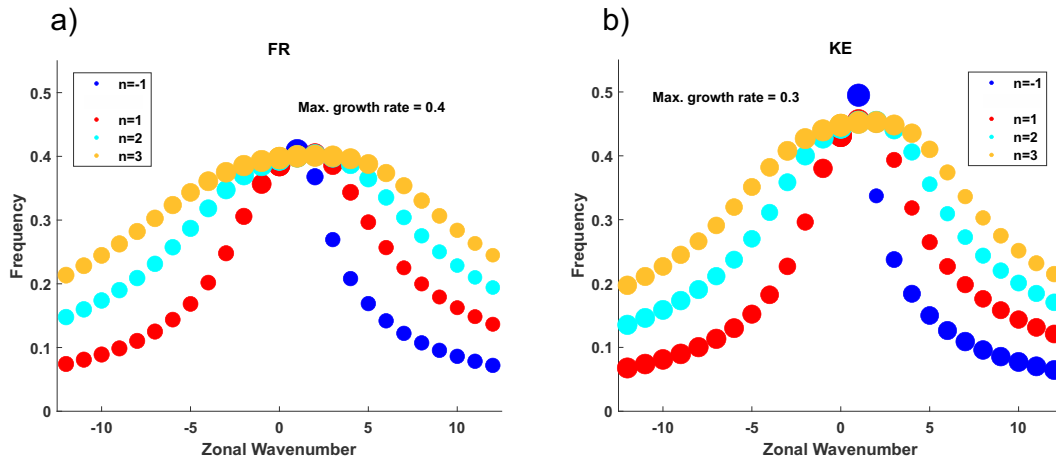 a)
FR
n=-1
n=1
n=2
n=3
Max. growth rate = 0.4
0.5
0.4
0.3
0.2
0.1
0
Frequency
-10 -5 0 5 10
Zonal Wavenumber
b)
KE
n=-1
n=1
n=2
n=3
Max. growth rate = 0.3
0.5
0.4
0.3
0.2
0.1
0
Frequency
-10 -5 0 5 10
Zonal Wavenumber